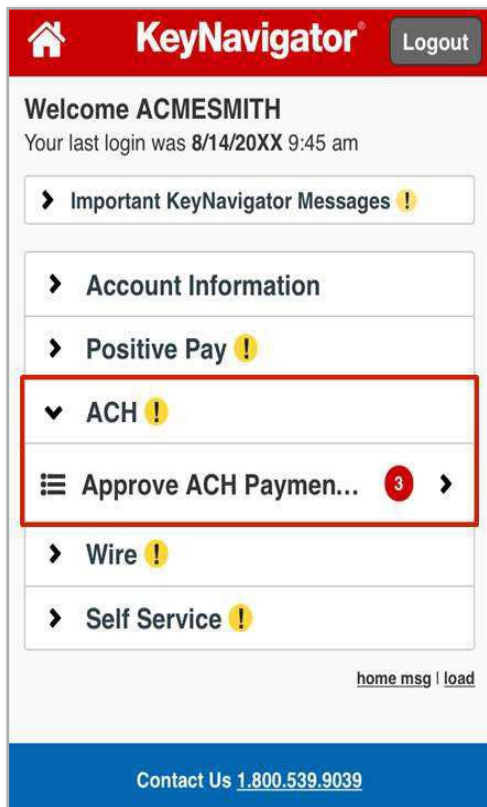 KeyNavigator® Logout
Welcome ACMESMITH
Your last login was 8/14/20XX 9:45 am
Important KeyNavigator Messages !
Account Information
Positive Pay !
ACH !
Approve ACH Paymen... 3
Wire !
Self Service !
home msg | load
Contact Us 1.800.539.9039